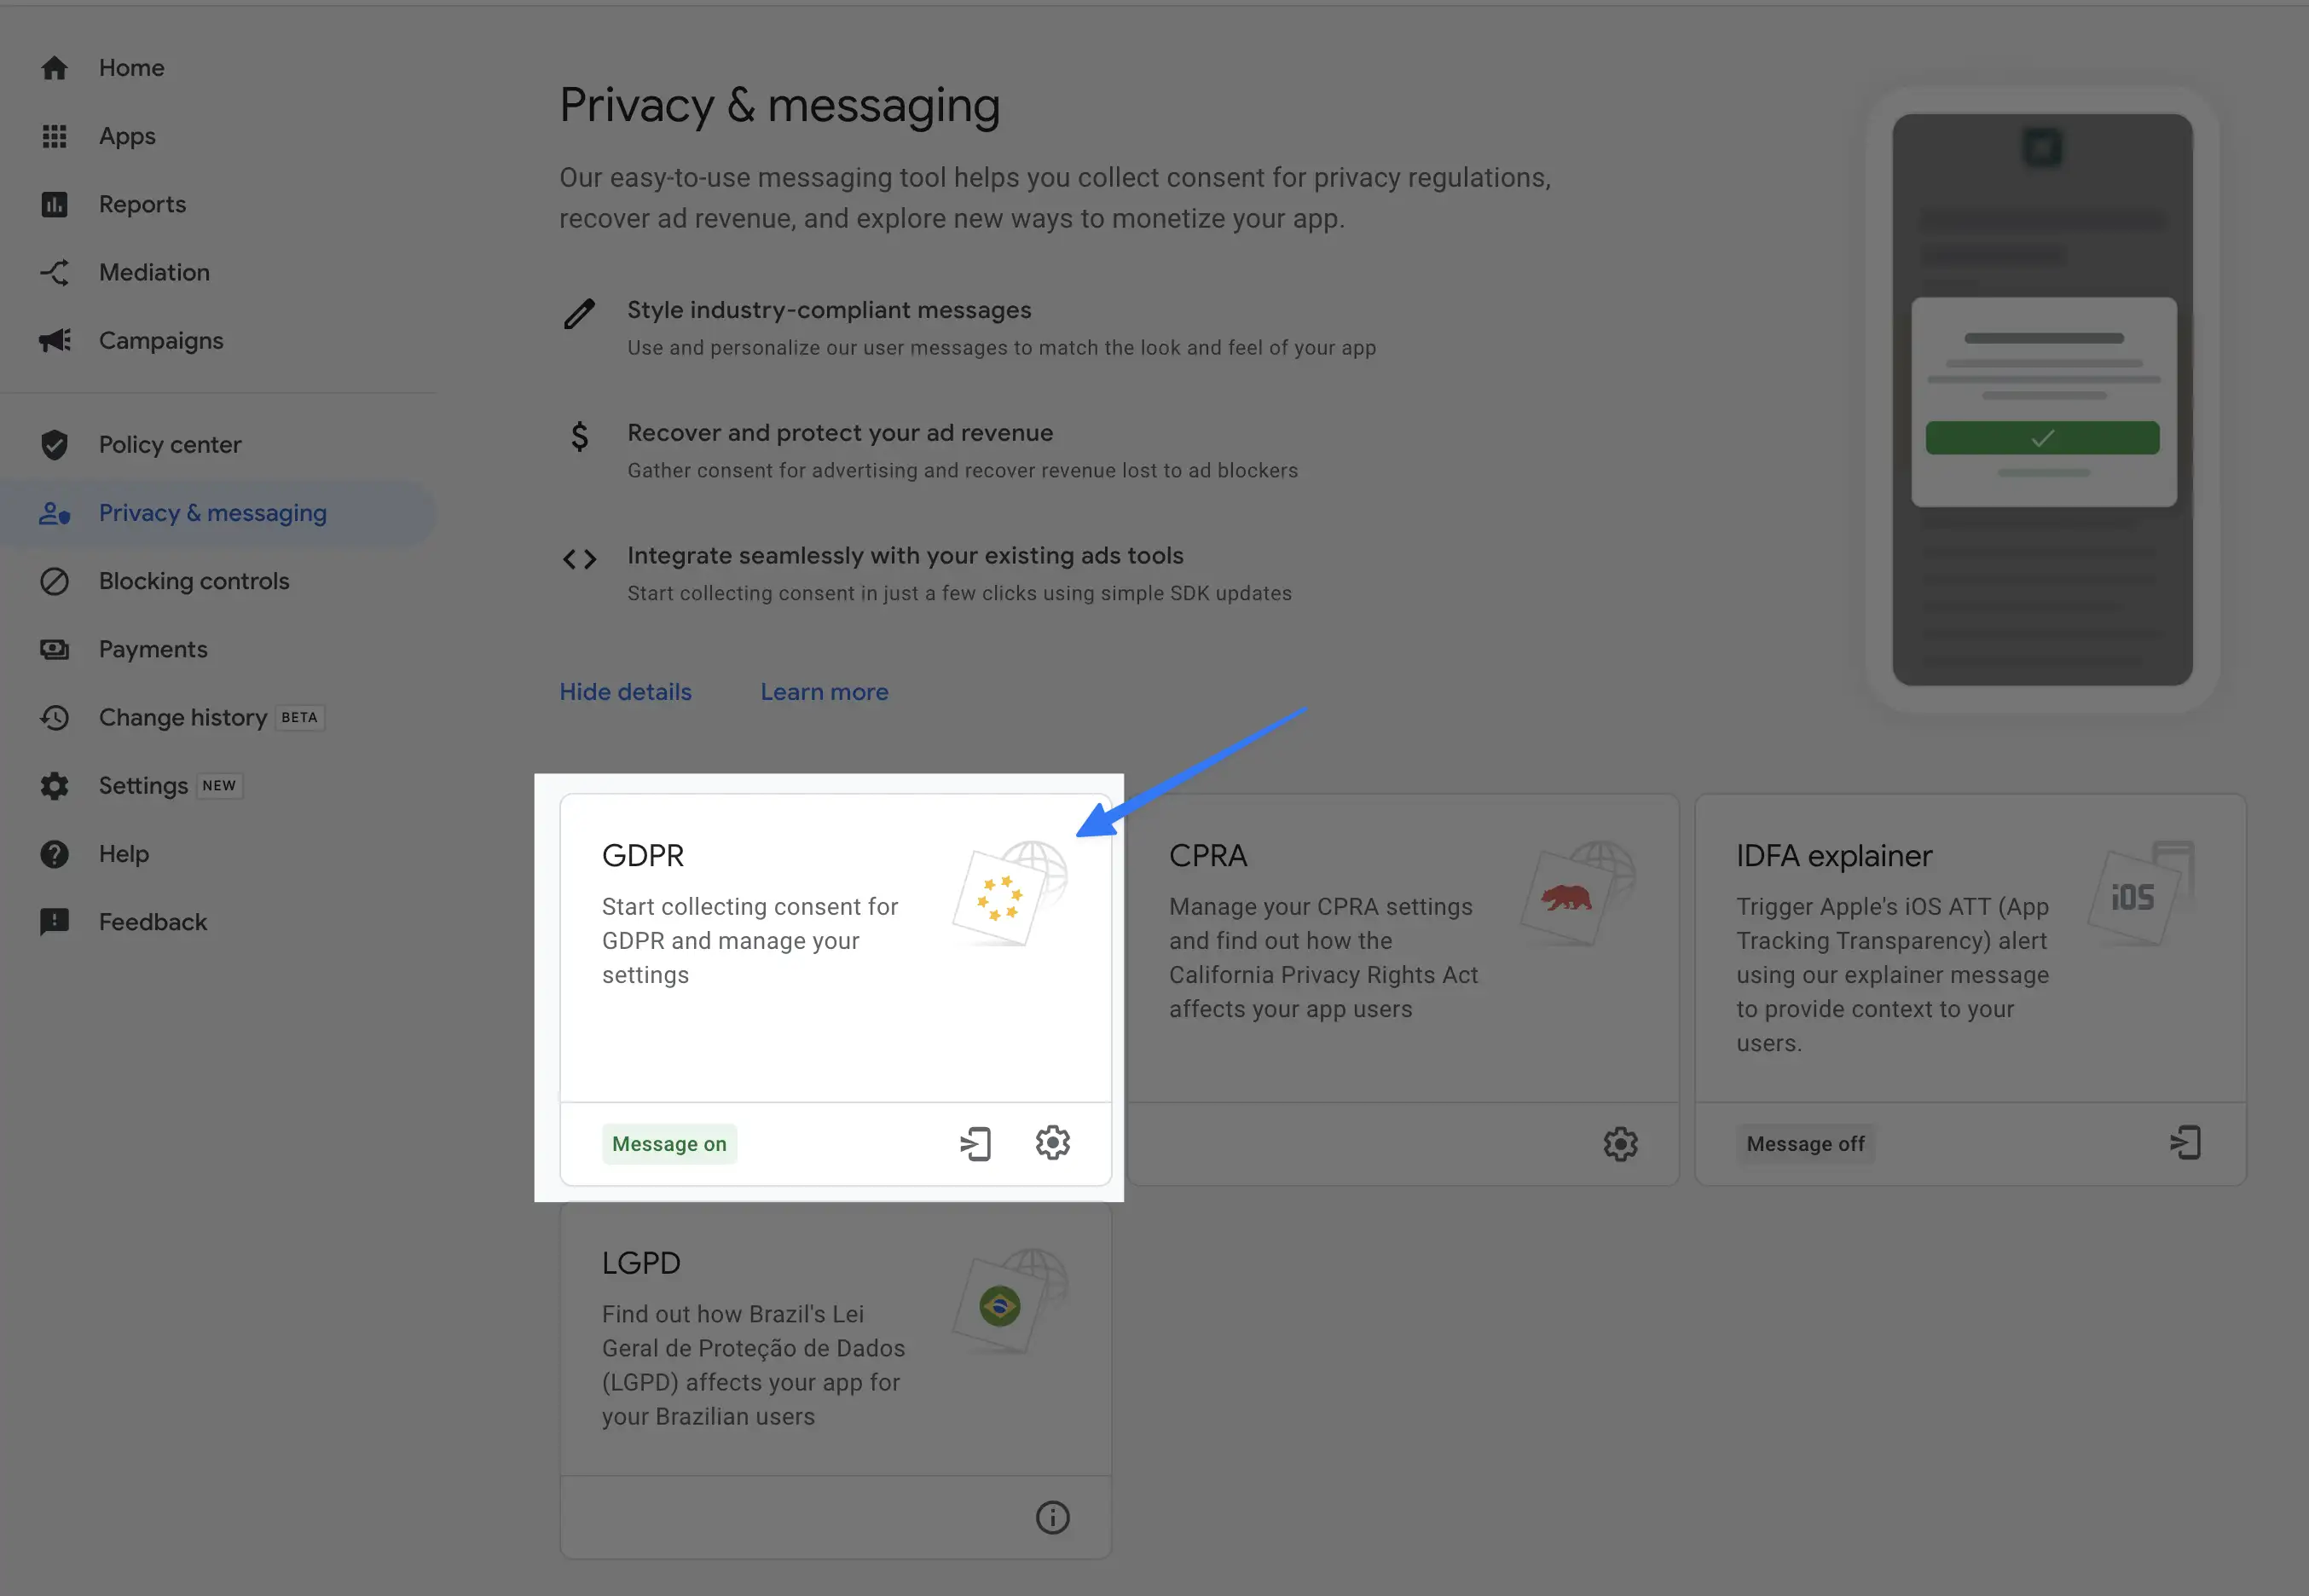 Home
Apps
Reports
Mediation
Campaigns
Policy center
Privacy & messaging
Blocking controls
Payments
Change history BETA
Settings NEW
Help
Feedback
Privacy & messaging
Our easy-to-use messaging tool helps you collect consent for privacy regulations,
recover ad revenue, and explore new ways to monetize your app.
Style industry-compliant messages
Use and personalize our user messages to match the look and feel of your app
Recover and protect your ad revenue
Gather consent for advertising and recover revenue lost to ad blockers
Integrate seamlessly with your existing ads tools
Start collecting consent in just a few clicks using simple SDK updates
Hide details
Learn more
GDPR
Start collecting consent for
GDPR and manage your
settings
Message on
CPRA
Manage your CPRA settings
and find out how the
California Privacy Rights Act
affects your app users
IDFA explainer
Trigger Apple's iOS ATT (App
Tracking Transparency) alert
using our explainer message
to provide context to your
users.
iOS
Message off
LGPD
Find out how Brazil's Lei
Geral de Proteção de Dados
(LGPD) affects your app for
your Brazilian users